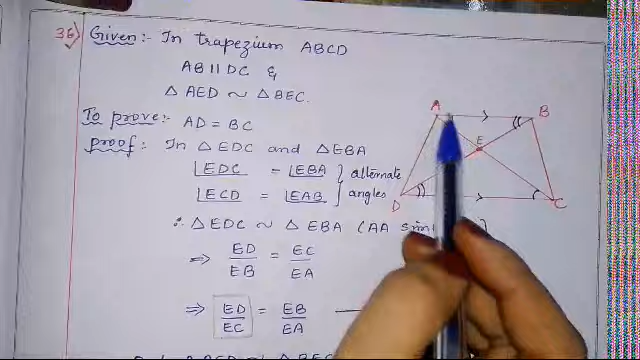 36) Given:- In trapezium ABCD
AB || DC &
△ AED ~ △ BEC.
To prove:- AD = BC
proof: In △ EDC and △ EBA
∠EDC = ∠EBA } alternate
∠ECD = ∠EAB } angles
∴ △ EDC ~ △ EBA (AA
⇒ ED/EB = EC/EA
⇒ ED/EC = EB/EA
A
B
E
D
C